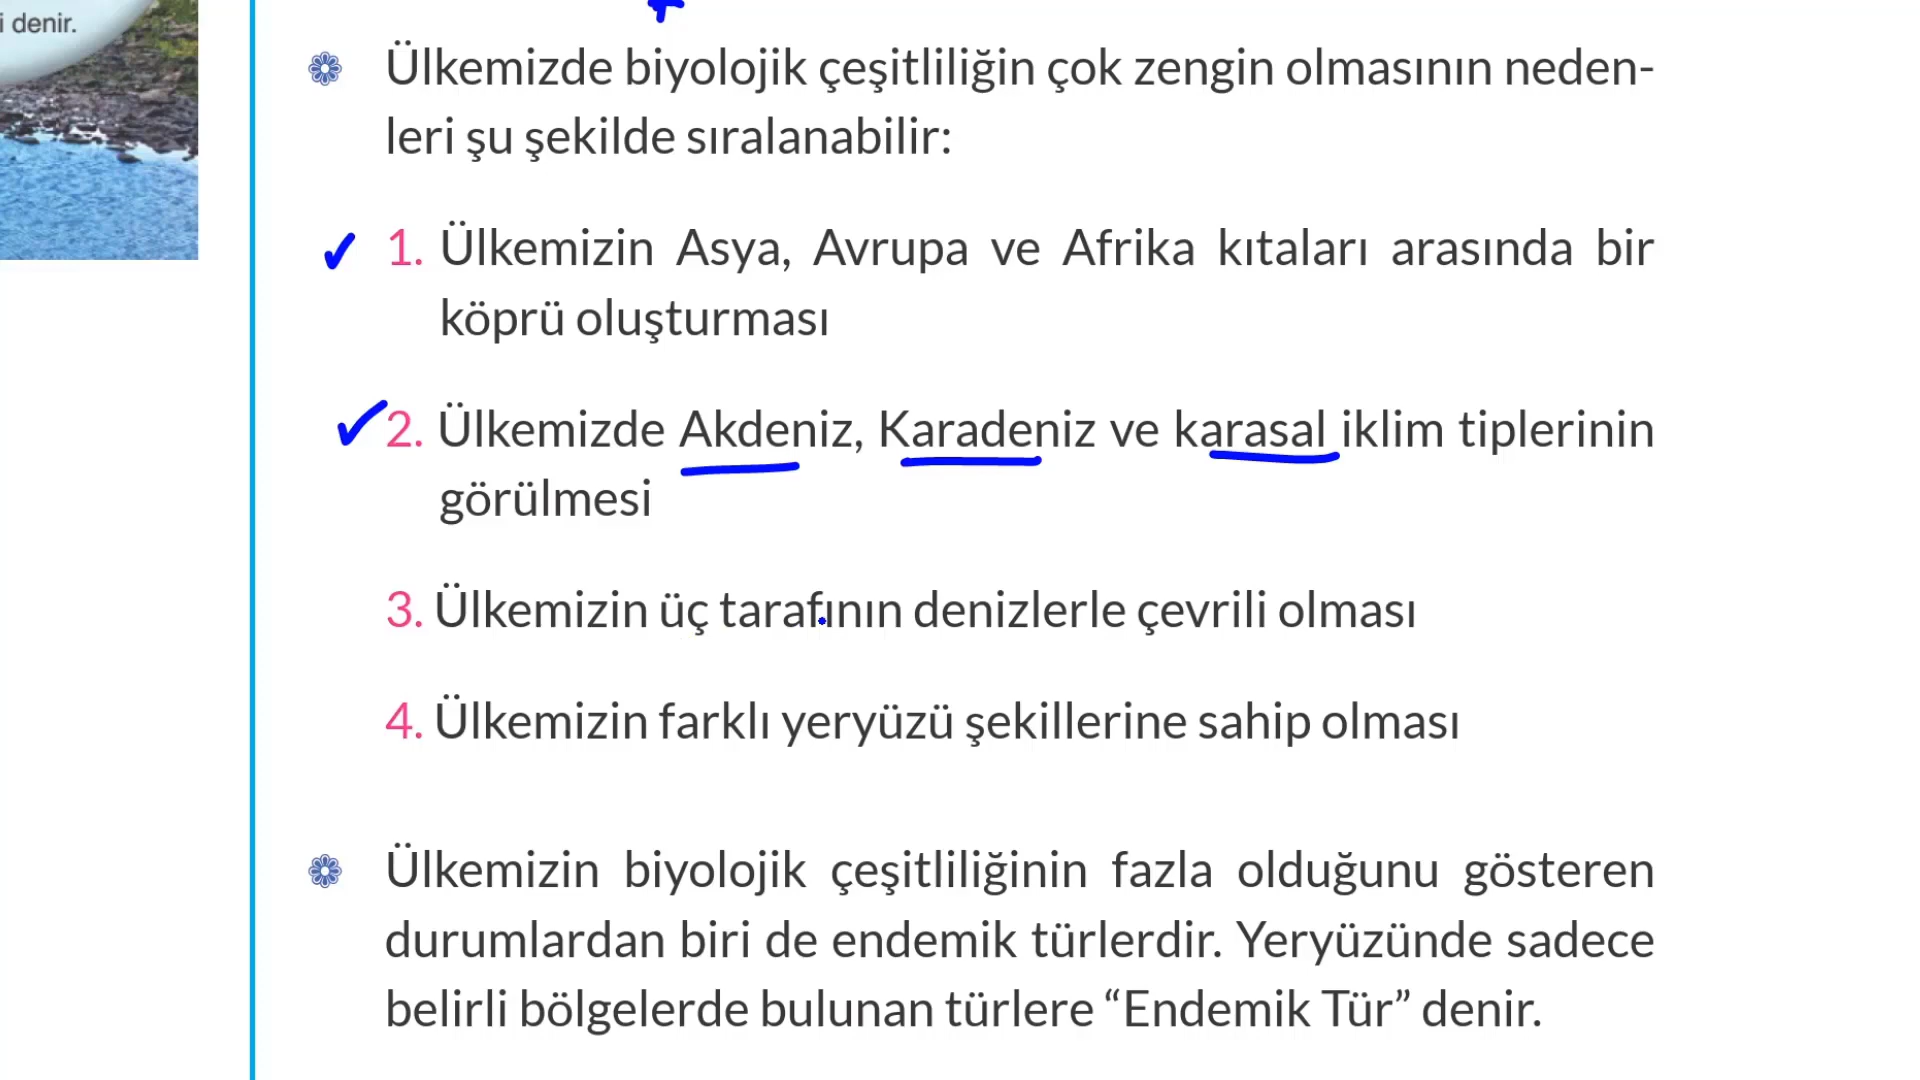 i denir.
Ülkemizde biyolojik çeşitliliğin çok zengin olmasının neden-
leri şu şekilde sıralanabilir:
1. Ülkemizin Asya, Avrupa ve Afrika kıtaları arasında bir
köprü oluşturması
2. Ülkemizde Akdeniz, Karadeniz ve karasal iklim tiplerinin
görülmesi
3. Ülkemizin üç tarafının denizlerle çevrili olması
4. Ülkemizin farklı yeryüzü şekillerine sahip olması
Ülkemizin biyolojik çeşitliliğinin fazla olduğunu gösteren
durumlardan biri de endemik türlerdir. Yeryüzünde sadece
belirli bölgelerde bulunan türlere “Endemik Tür” denir.